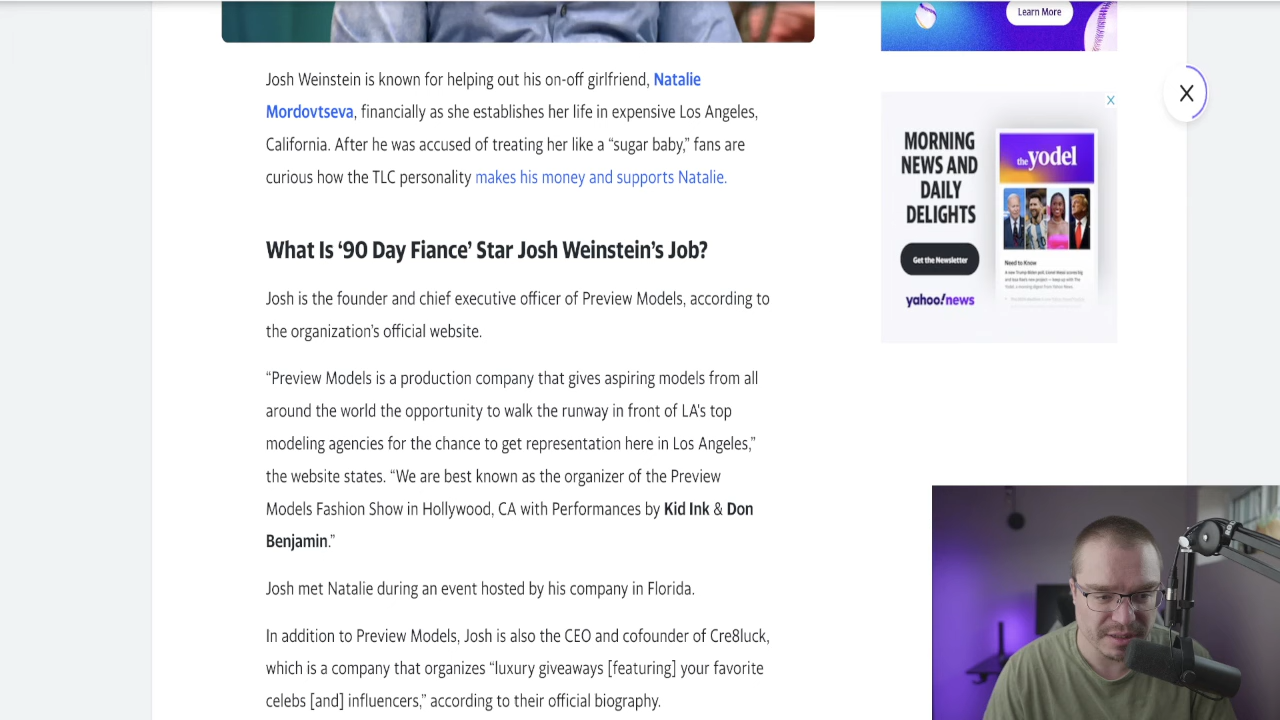 Learn More
Josh Weinstein is known for helping out his on-off girlfriend, Natalie
Mordovtseva, financially as she establishes her life in expensive Los Angeles,
California. After he was accused of treating her like a “sugar baby,” fans are
curious how the TLC personality makes his money and supports Natalie.
What Is ‘90 Day Fiance’ Star Josh Weinstein’s Job?
Josh is the founder and chief executive officer of Preview Models, according to
the organization’s official website.
“Preview Models is a production company that gives aspiring models from all
around the world the opportunity to walk the runway in front of LA’s top
modeling agencies for the chance to get representation here in Los Angeles,”
the website states. “We are best known as the organizer of the Preview
Models Fashion Show in Hollywood, CA with Performances by Kid Ink & Don
Benjamin.”
Josh met Natalie during an event hosted by his company in Florida.
In addition to Preview Models, Josh is also the CEO and cofounder of Cre8luck,
which is a company that organizes “luxury giveaways [featuring] your favorite
celebs [and] influencers,” according to their official biography.
MORNING
NEWS AND
DAILY
DELIGHTS
Get the Newsletter
yahoo!news
the yodel
Need to Know